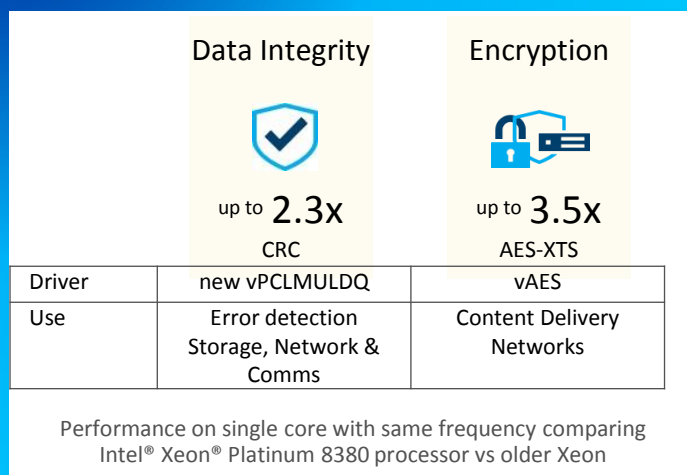 Data Integrity
Encryption
up to 2.3x
up to 3.5x
CRC
AES-XTS
Driver
new vPCLMULDQ
vAES
Use
Error detection
Storage, Network &
Comms
Content Delivery
Networks
Performance on single core with same frequency comparing
Intel® Xeon® Platinum 8380 processor vs older Xeon